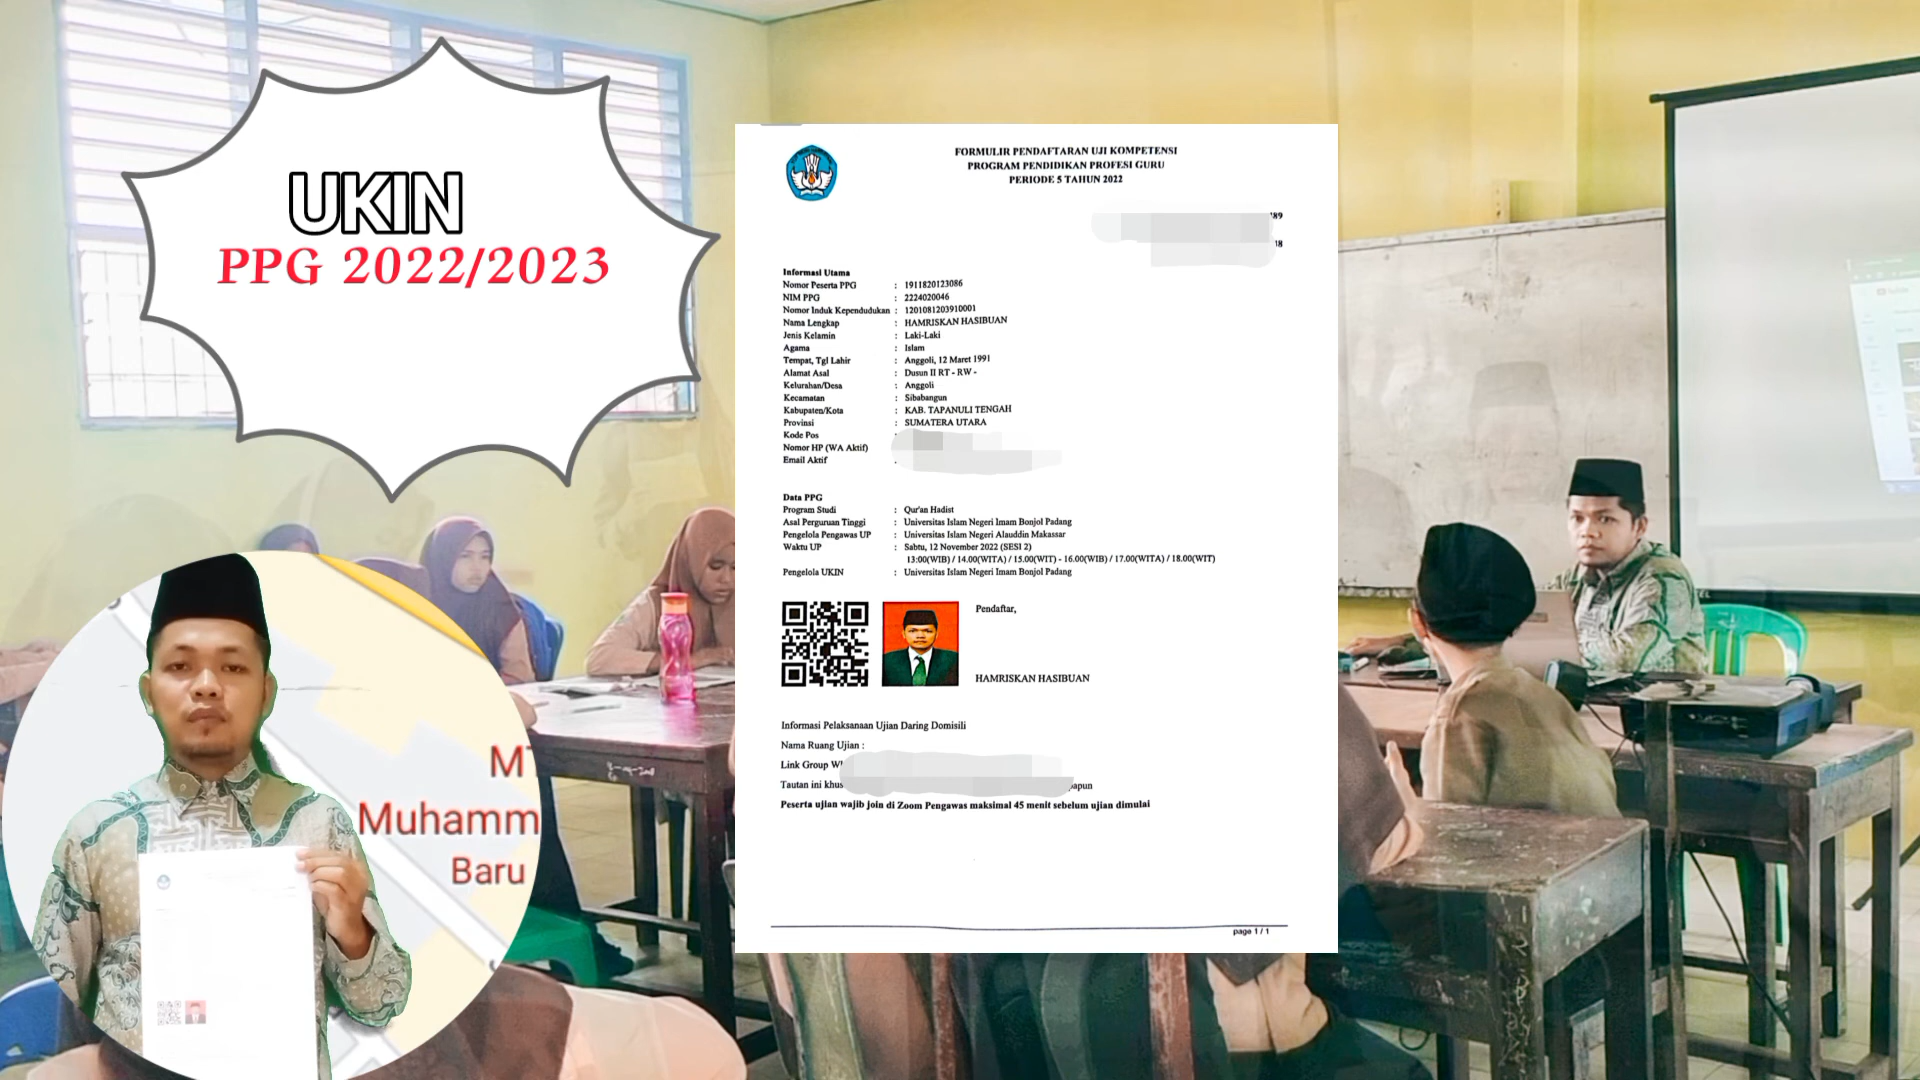 UKIN
PPG 2022/2023
FORMULIR PENDAFTARAN UJI KOMPETENSI
PROGRAM PENDIDIKAN PROFESI GURU
PERIODE 5 TAHUN 2022
Informasi Utama
Nomor Peserta PPG : 1911820123086
NIM PPG : 2224020046
Nomor Induk Kependudukan : 1201081203910001
Nama Lengkap : HAMRISKAN HASIBUAN
Jenis Kelamin : Laki-Laki
Agama : Islam
Tempat, Tgl Lahir : Anggoli, 12 Maret 1991
Alamat Asal : Dusun II RT - RW -
Kelurahan/Desa : Anggoli
Kecamatan : Sibabangun
Kabupaten/Kota : KAB. TAPANULI TENGAH
Provinsi : SUMATERA UTARA
Kode Pos
Nomor HP (WA Aktif)
Email Aktif
Data PPG
Program Studi : Qur'an Hadist
Asal Perguruan Tinggi : Universitas Islam Negeri Imam Bonjol Padang
Pengelola Pengawas UP : Universitas Islam Negeri Alauddin Makassar
Waktu UP : Sabtu, 12 November 2022 (SESI 2)
13:00(WIB) / 14.00(WITA) / 15.00(WIT) - 16.00(WIB) / 17.00(WITA) / 18.00(WIT)
Pengelola UKIN : Universitas Islam Negeri Imam Bonjol Padang
Pendaftar,
HAMRISKAN HASIBUAN
Informasi Pelaksanaan Ujian Daring Domisili
Nama Ruang Ujian :
Link Group
Tautan ini
Peserta ujian wajib join di Zoom Pengawas maksimal 45 menit sebelum ujian dimulai
page 1 / 1
Muhamm
Baru